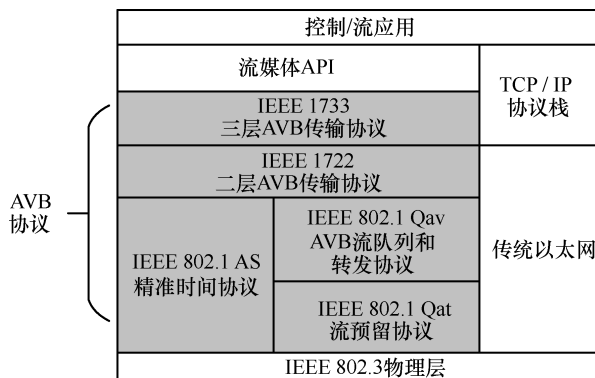 控制/流应用
流媒体API
TCP / IP
协议栈
IEEE 1733
三层AVB传输协议
IEEE 1722
二层AVB传输协议
AVB
协议
IEEE 802.1 AS
精准时间协议
IEEE 802.1 Qav
AVB流队列和
转发协议
传统以太网
IEEE 802.1 Qat
流预留协议
IEEE 802.3物理层